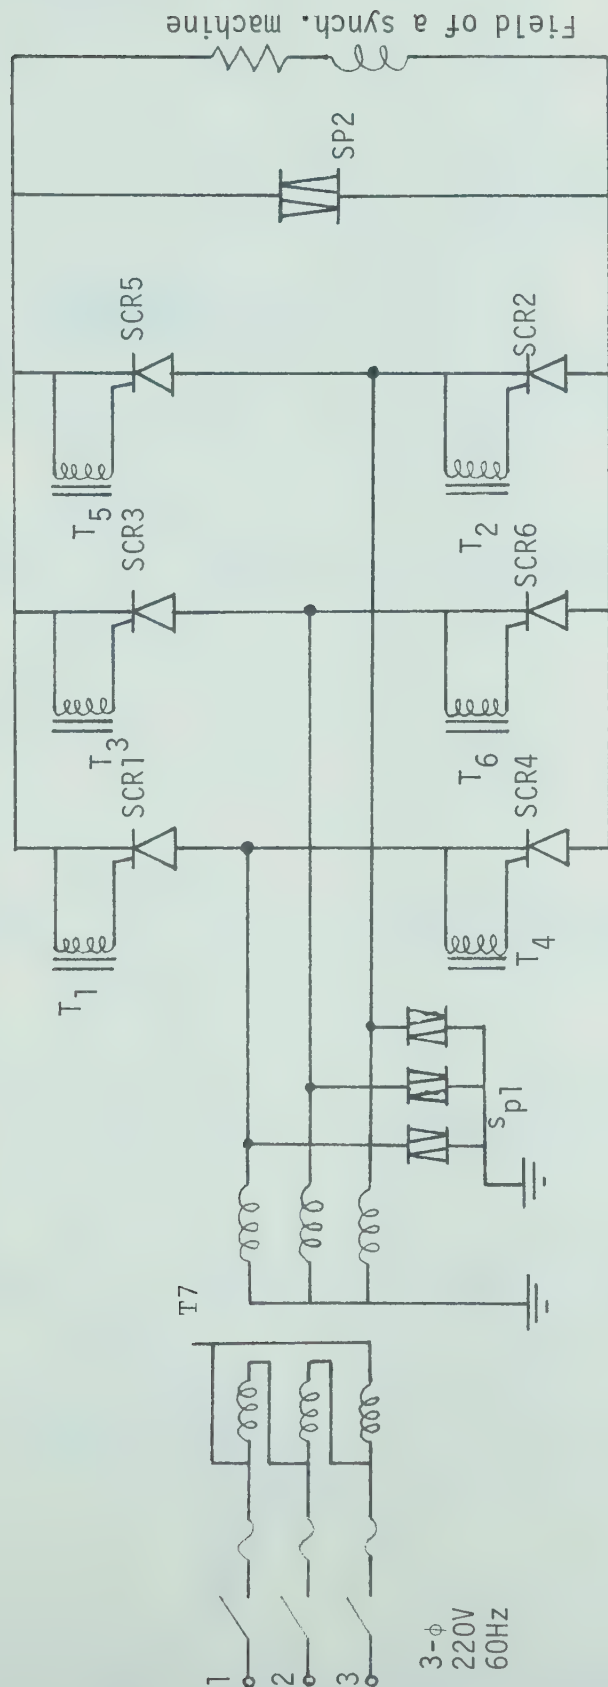 1
2
3
3-φ
220V
60Hz
T7
sp1
T1
SCR1
T3
SCR3
T5
SCR5
T4
SCR4
T6
SCR6
T2
SCR2
SP2
Field of a synch. machine